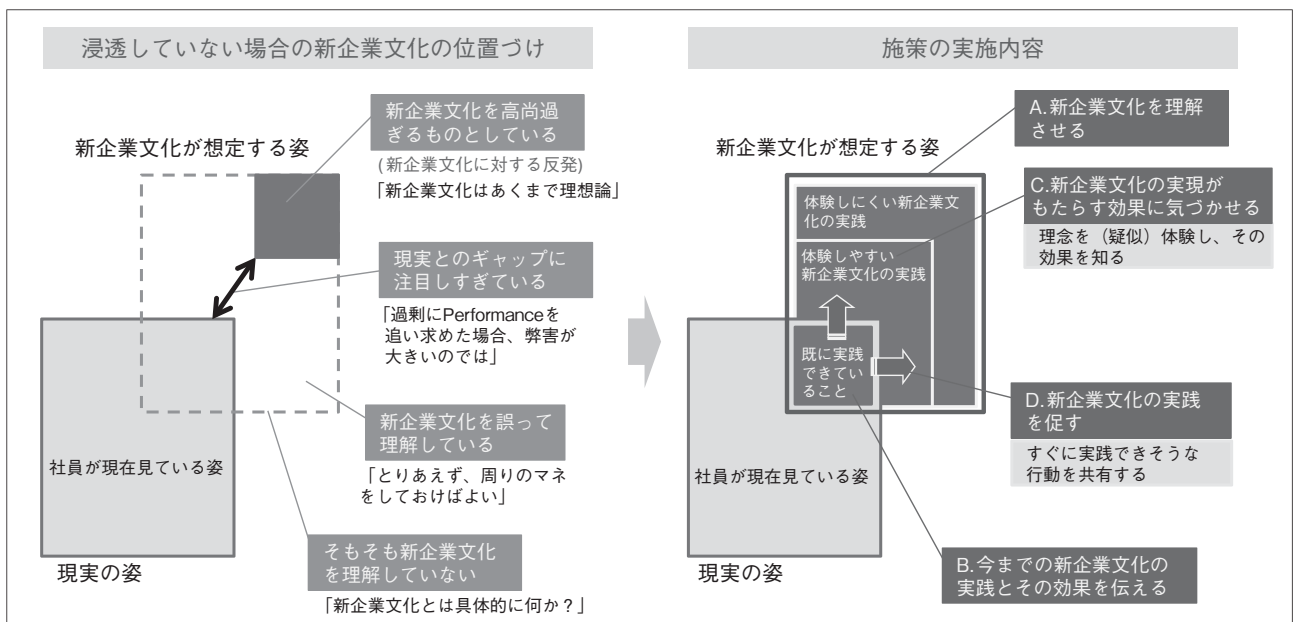 浸透していない場合の新企業文化の位置づけ
新企業文化が想定する姿
新企業文化を高尚過
ぎるものとしている
(新企業文化に対する反発)
「新企業文化はあくまで理想論」
現実とのギャップに
注目しすぎている
「過剰にPerformanceを
追い求めた場合、弊害が
大きいのでは」
新企業文化を誤って
理解している
「とりあえず、周りのマネ
をしておけばよい」
社員が現在見ている姿
そもそも新企業文化
を理解していない
「新企業文化とは具体的に何か?」
現実の姿
施策の実施内容
新企業文化が想定する姿
A.新企業文化を理解
させる
体験しにくい新企業文
化の実践
C.新企業文化の実現が
もたらす効果に気づかせる
理念を（疑似）体験し、その
効果を知る
体験しやすい
新企業文化の実践
既に実践
できてい
ること
D.新企業文化の実践
を促す
すぐに実践できそうな
行動を共有する
社員が現在見ている姿
B.今までの新企業文化の
実践とその効果を伝える
現実の姿